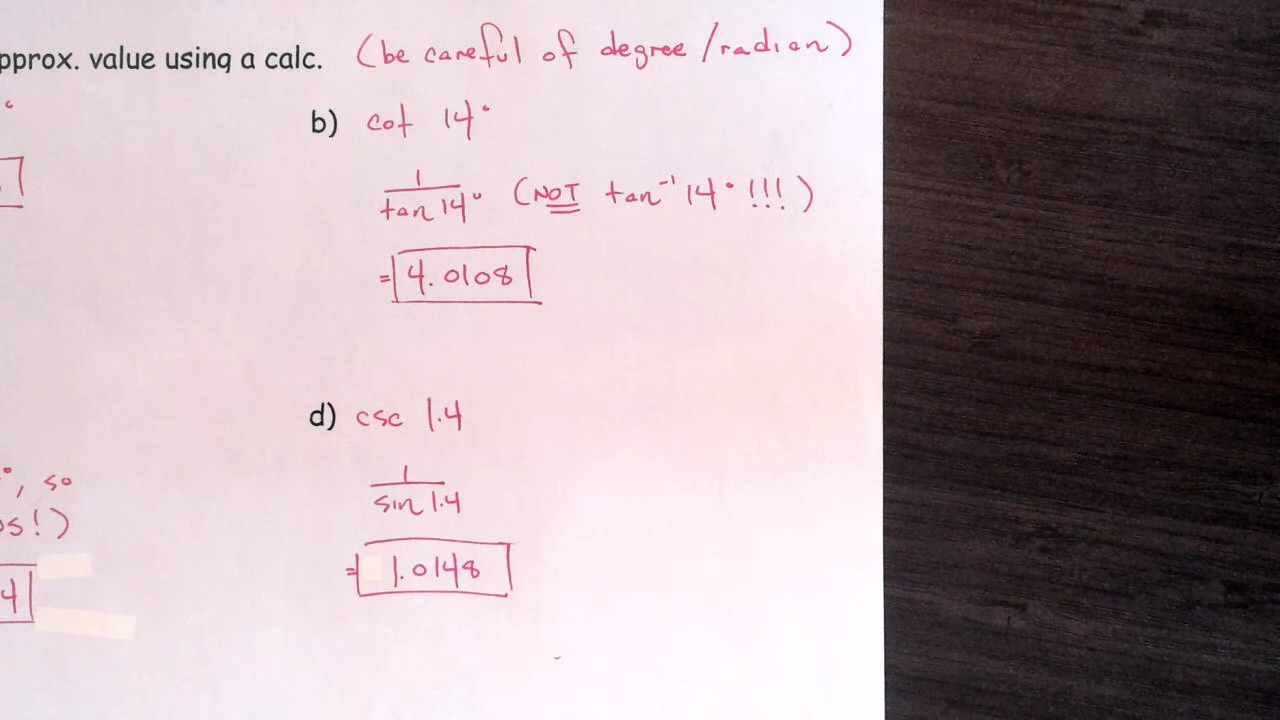 value using a calc. (be careful of degree/radian)
b) cot 14°
1
tan 14° (NOT tan⁻¹ 14° !!!)
= 4.0108
d) csc 1.4
1
sin 1.4
°, so
= 1.0148
4